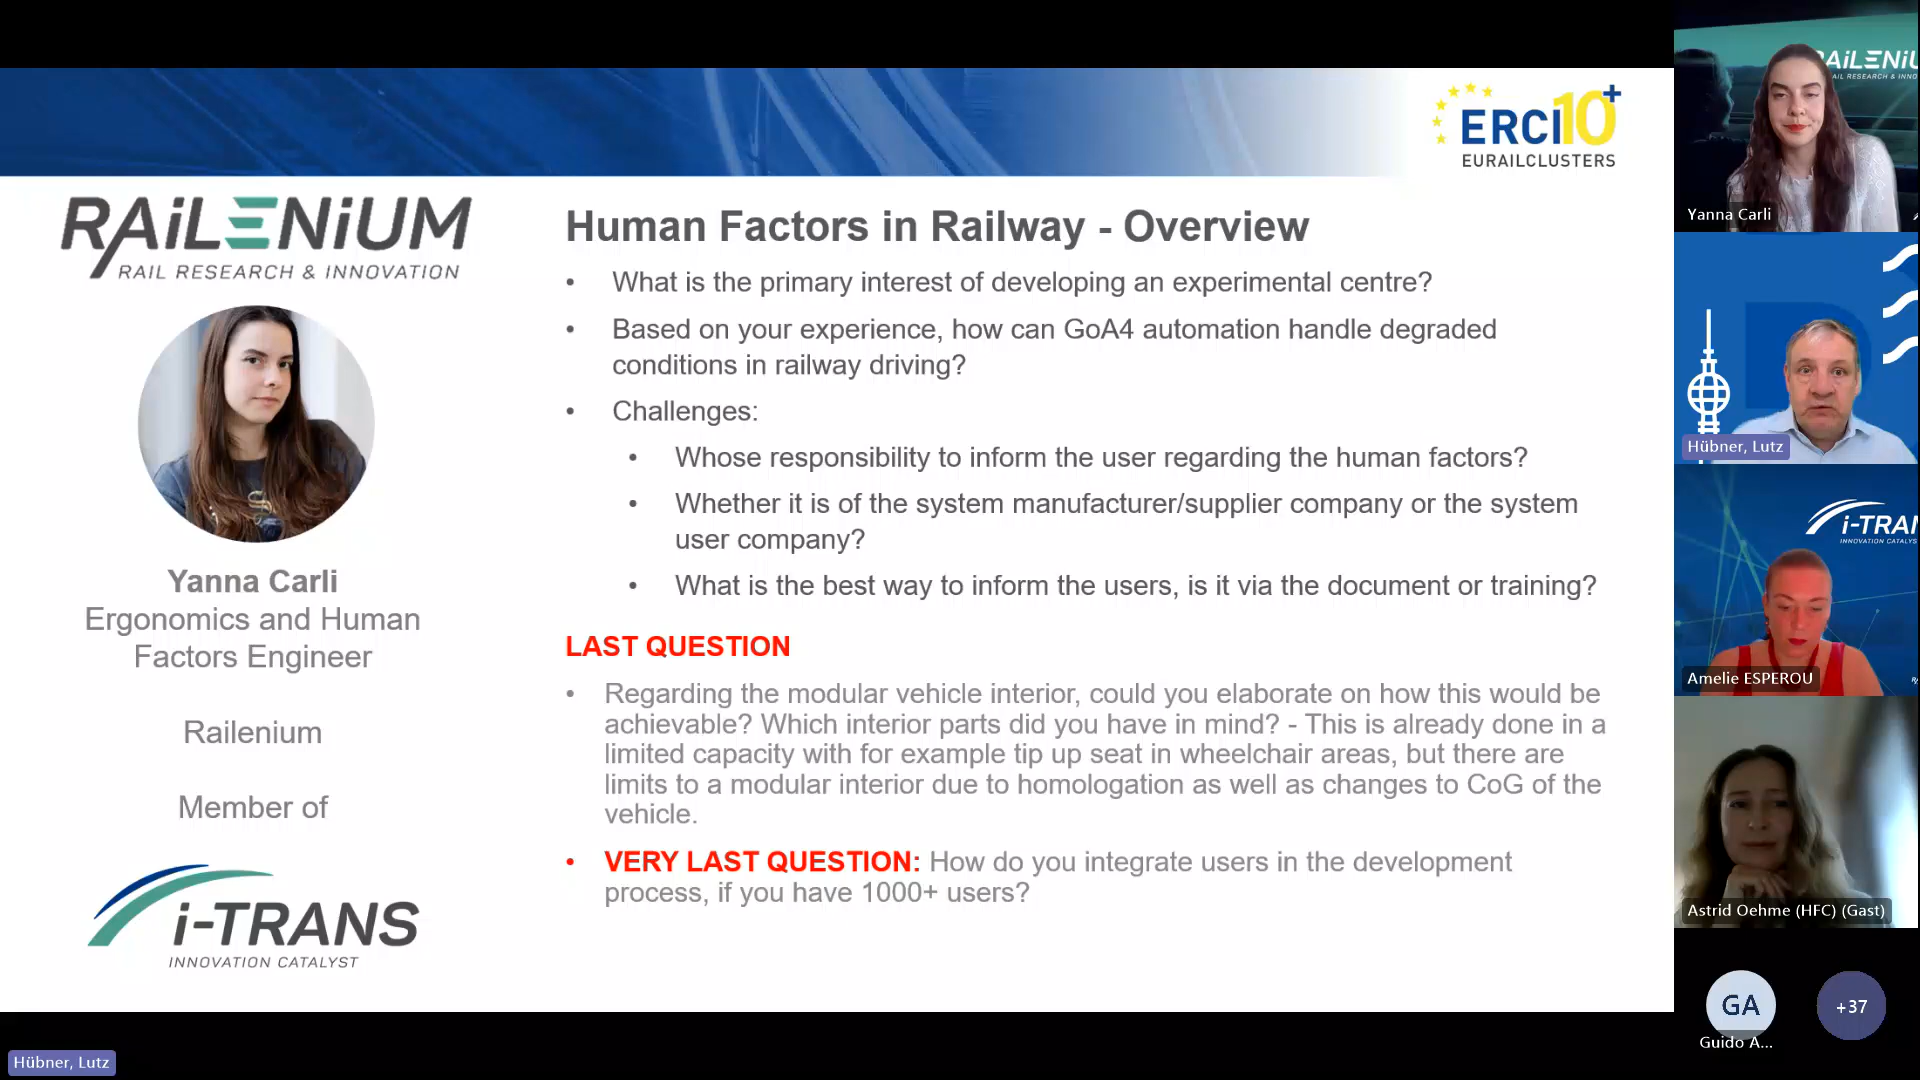 ERCI10+
EURAILCLUSTERS
RAiLENiUM
RAIL RESEARCH & INNOVATION
Yanna Carli
Ergonomics and Human
Factors Engineer
Railenium
Member of
i-TRANS
INNOVATION CATALYST
Human Factors in Railway - Overview
• What is the primary interest of developing an experimental centre?
• Based on your experience, how can GoA4 automation handle degraded
conditions in railway driving?
• Challenges:
• Whose responsibility to inform the user regarding the human factors?
• Whether it is of the system manufacturer/supplier company or the system
user company?
• What is the best way to inform the users, is it via the document or training?
LAST QUESTION
• Regarding the modular vehicle interior, could you elaborate on how this would be
achievable? Which interior parts did you have in mind? - This is already done in a
limited capacity with for example tip up seat in wheelchair areas, but there are
limits to a modular interior due to homologation as well as changes to CoG of the
vehicle.
• VERY LAST QUESTION: How do you integrate users in the development
process, if you have 1000+ users?
RAiLENiU
AIL RESEARCH & INNO
Yanna Carli
Hübner, Lutz
i-TRAN
INNOVATION CATALYS
Amelie ESPEROU
Astrid Oehme (HFC) (Gast)
GA
Guido A...
+37
Hübner, Lutz